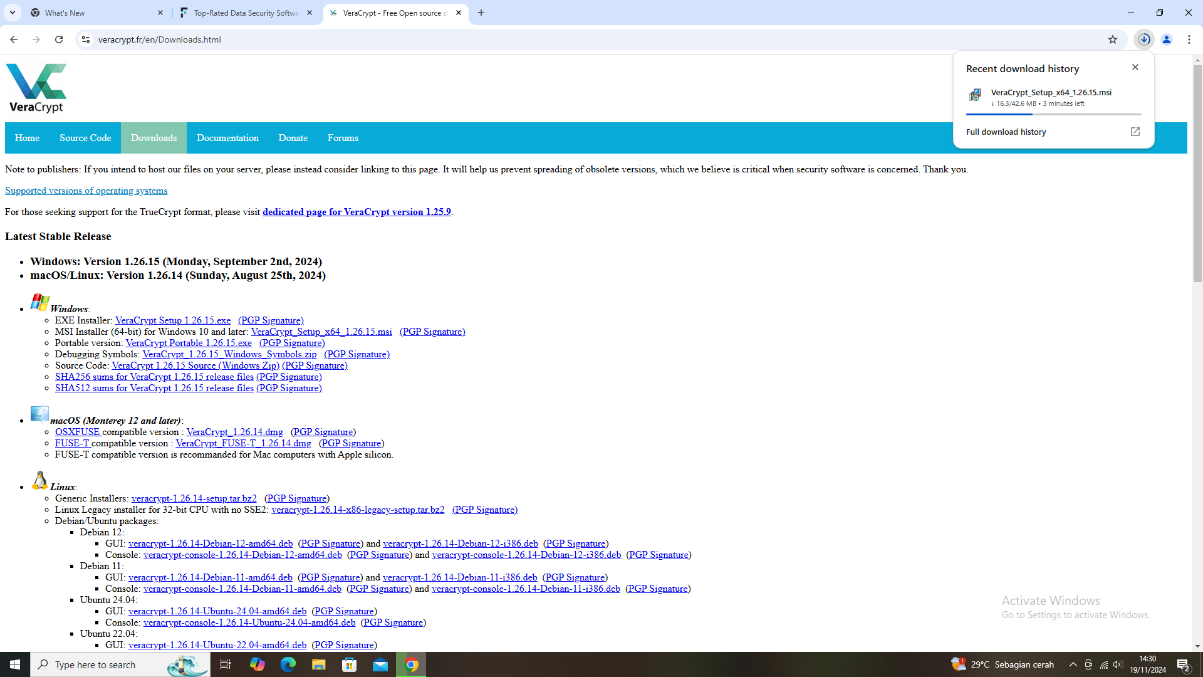 What's New
Top-Rated Data Security Softwa
VeraCrypt - Free Open source d
veracrypt.fr/en/Downloads.html
Recent download history
VeraCrypt_Setup_x64_1.26.15.msi
↓ 16.3/42.6 MB • 3 minutes left
Full download history
VeraCrypt
Home Source Code Downloads Documentation Donate Forums
Note to publishers: If you intend to host our files on your server, please instead consider linking to this page. It will help us prevent spreading of obsolete versions, which we believe is critical when security software is concerned. Thank you.
Supported versions of operating systems
For those seeking support for the TrueCrypt format, please visit dedicated page for VeraCrypt version 1.25.9.
Latest Stable Release
• Windows: Version 1.26.15 (Monday, September 2nd, 2024)
• macOS/Linux: Version 1.26.14 (Sunday, August 25th, 2024)
• Windows:
EXE Installer: VeraCrypt Setup 1.26.15.exe (PGP Signature)
MSI Installer (64-bit) for Windows 10 and later: VeraCrypt_Setup_x64_1.26.15.msi (PGP Signature)
Portable version: VeraCrypt Portable 1.26.15.exe (PGP Signature)
Debugging Symbols: VeraCrypt_1.26.15_Windows_Symbols.zip (PGP Signature)
Source Code: VeraCrypt 1.26.15 Source (Windows Zip) (PGP Signature)
SHA256 sums for VeraCrypt 1.26.15 release files (PGP Signature)
SHA512 sums for VeraCrypt 1.26.15 release files (PGP Signature)
• macOS (Monterey 12 and later):
OSXFUSE compatible version : VeraCrypt_1.26.14.dmg (PGP Signature)
FUSE-T compatible version : VeraCrypt_FUSE-T_1.26.14.dmg (PGP Signature)
FUSE-T compatible version is recommanded for Mac computers with Apple silicon.
• Linux:
Generic Installers: veracrypt-1.26.14-setup.tar.bz2 (PGP Signature)
Linux Legacy installer for 32-bit CPU with no SSE2: veracrypt-1.26.14-x86-legacy-setup.tar.bz2 (PGP Signature)
Debian/Ubuntu packages:
Debian 12:
GUI: veracrypt-1.26.14-Debian-12-amd64.deb (PGP Signature) and veracrypt-1.26.14-Debian-12-i386.deb (PGP Signature)
Console: veracrypt-console-1.26.14-Debian-12-amd64.deb (PGP Signature) and veracrypt-console-1.26.14-Debian-12-i386.deb (PGP Signature)
Debian 11:
GUI: veracrypt-1.26.14-Debian-11-amd64.deb (PGP Signature) and veracrypt-1.26.14-Debian-11-i386.deb (PGP Signature)
Console: veracrypt-console-1.26.14-Debian-11-amd64.deb (PGP Signature) and veracrypt-console-1.26.14-Debian-11-i386.deb (PGP Signature)
Ubuntu 24.04:
GUI: veracrypt-1.26.14-Ubuntu-24.04-amd64.deb (PGP Signature)
Console: veracrypt-console-1.26.14-Ubuntu-24.04-amd64.deb (PGP Signature)
Ubuntu 22.04:
GUI: veracrypt-1.26.14-Ubuntu-22.04-amd64.deb (PGP Signature)
Activate Windows
Go to Settings to activate Windows.
Type here to search
29°C Sebagian cerah
14:30
19/11/2024
2